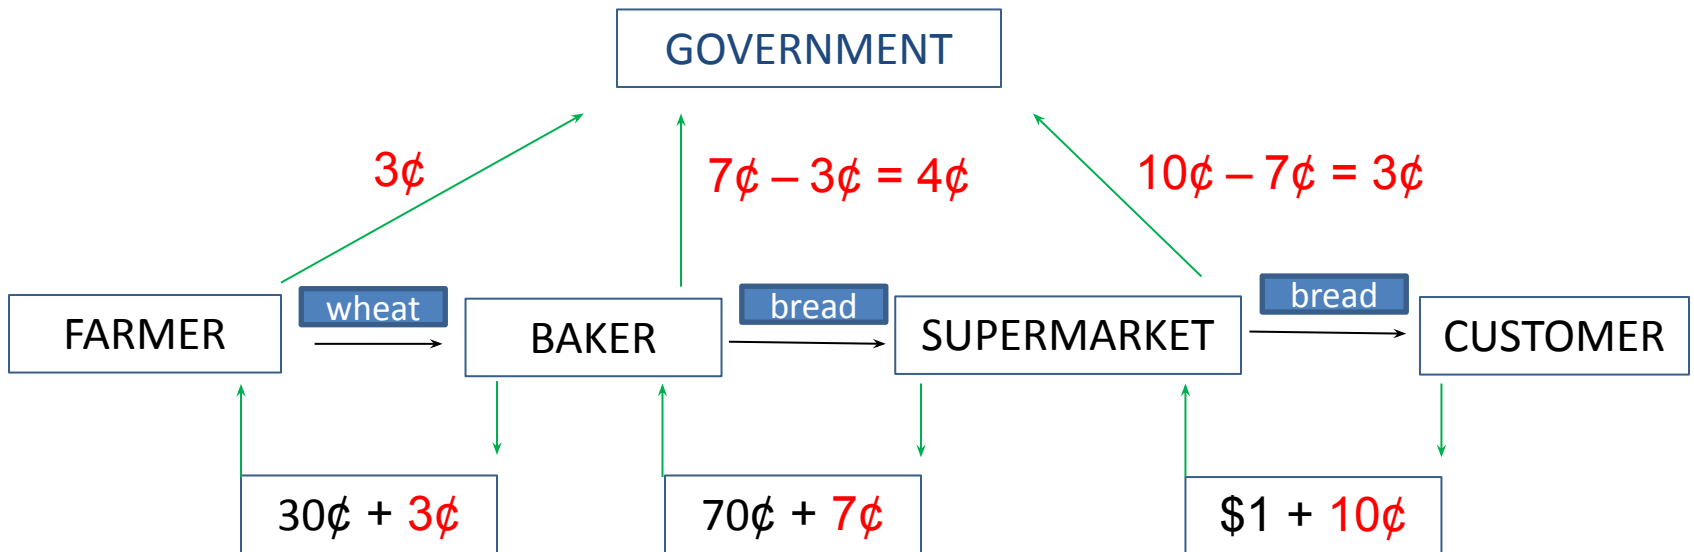 GOVERNMENT
3¢
7¢ – 3¢ = 4¢
10¢ – 7¢ = 3¢
FARMER
wheat
BAKER
bread
SUPERMARKET
bread
CUSTOMER
30¢ + 3¢
70¢ + 7¢
$1 + 10¢